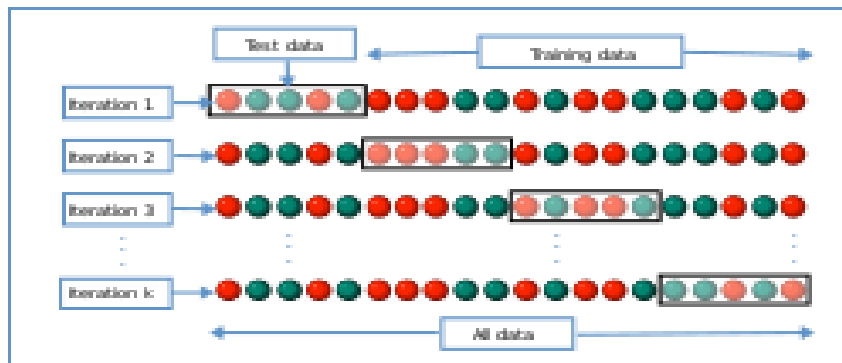 Test data
Training data
Iteration 1
Iteration 2
Iteration 3
Iteration k
All data